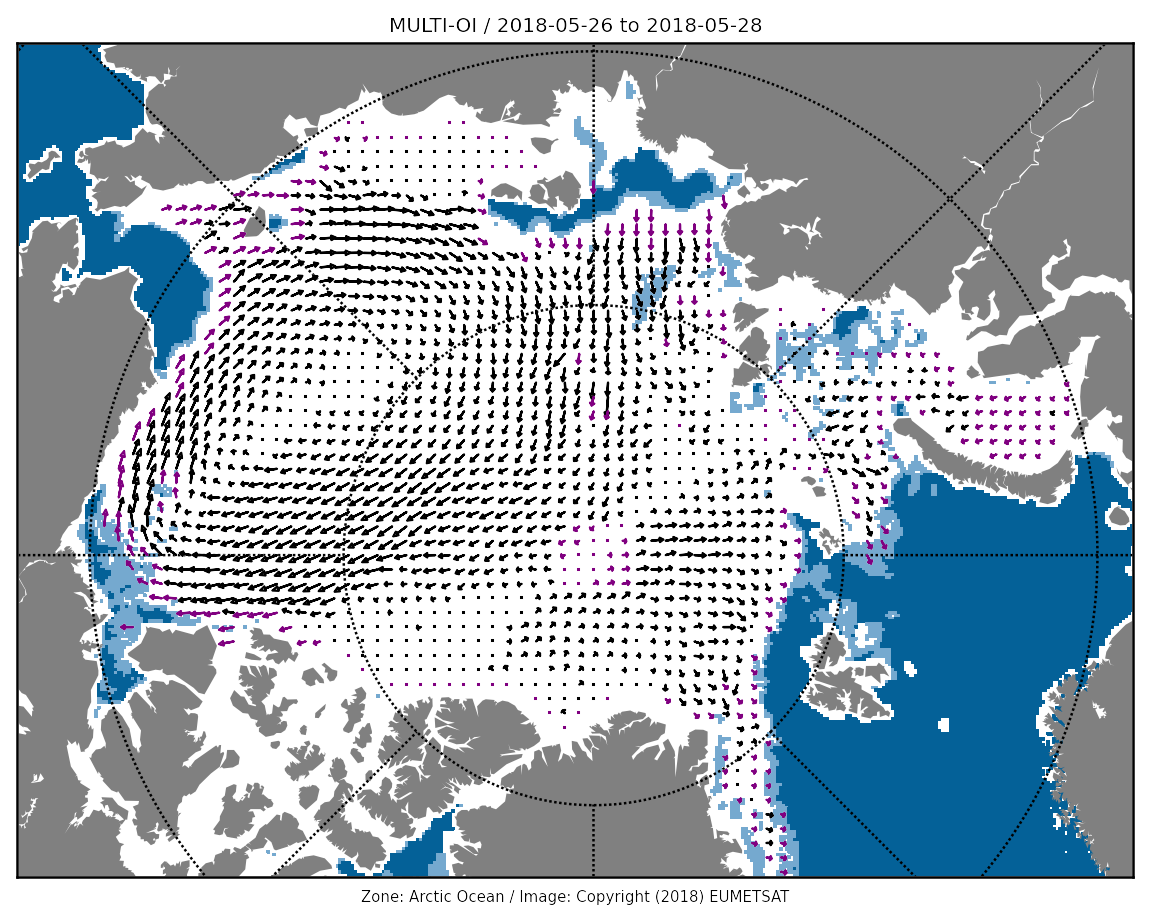 MULTI-OI / 2018-05-26 to 2018-05-28
Zone: Arctic Ocean / Image: Copyright (2018) EUMETSAT